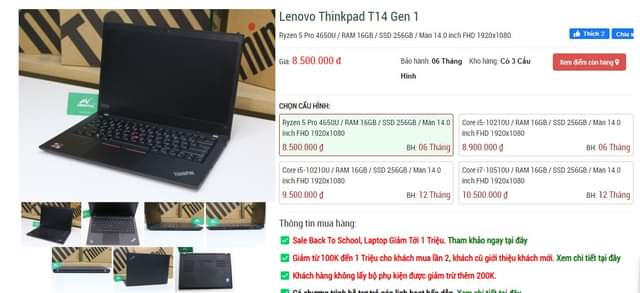 Lenovo Thinkpad T14 Gen 1
Ryzen 5 Pro 4650U / RAM 16GB / SSD 256GB / Màn 14.0 inch FHD 1920x1080
Thích 2
Chia sẻ
Giá: 8.500.000 đ
Bảo hành: 06 Tháng Kho hàng: Có 3 Cấu
Hình
Xem điểm còn hàng
CHỌN CẤU HÌNH:
Ryzen 5 Pro 4650U / RAM 16GB / SSD 256GB / Màn 14.0
inch FHD 1920x1080
8.500.000 ₫ BH: 06 Tháng
Core i5-10210U / RAM 16GB / SSD 256GB / Màn 14.0
inch FHD 1920x1080
8.900.000 ₫ BH: 06 Tháng
Core i5-10210U / RAM 16GB / SSD 256GB / Màn 14.0
inch FHD 1920x1080
9.500.000 ₫ BH: 12 Tháng
Core i7-10510U / RAM 16GB / SSD 256GB / Màn 14.0
inch FHD 1920x1080
10.500.000 ₫ BH: 12 Tháng
Thông tin mua hàng:
Sale Back To School, Laptop Giảm Tới 1 Triệu. Tham khảo ngay tại đây
Giảm từ 100K đến 1 Triệu cho khách mua lần 2, khách cũ giới thiệu khách mới. Xem chi tiết tại đây
Khách hàng không lấy bộ phụ kiện được giảm trừ thêm 200K.
ThinkPad